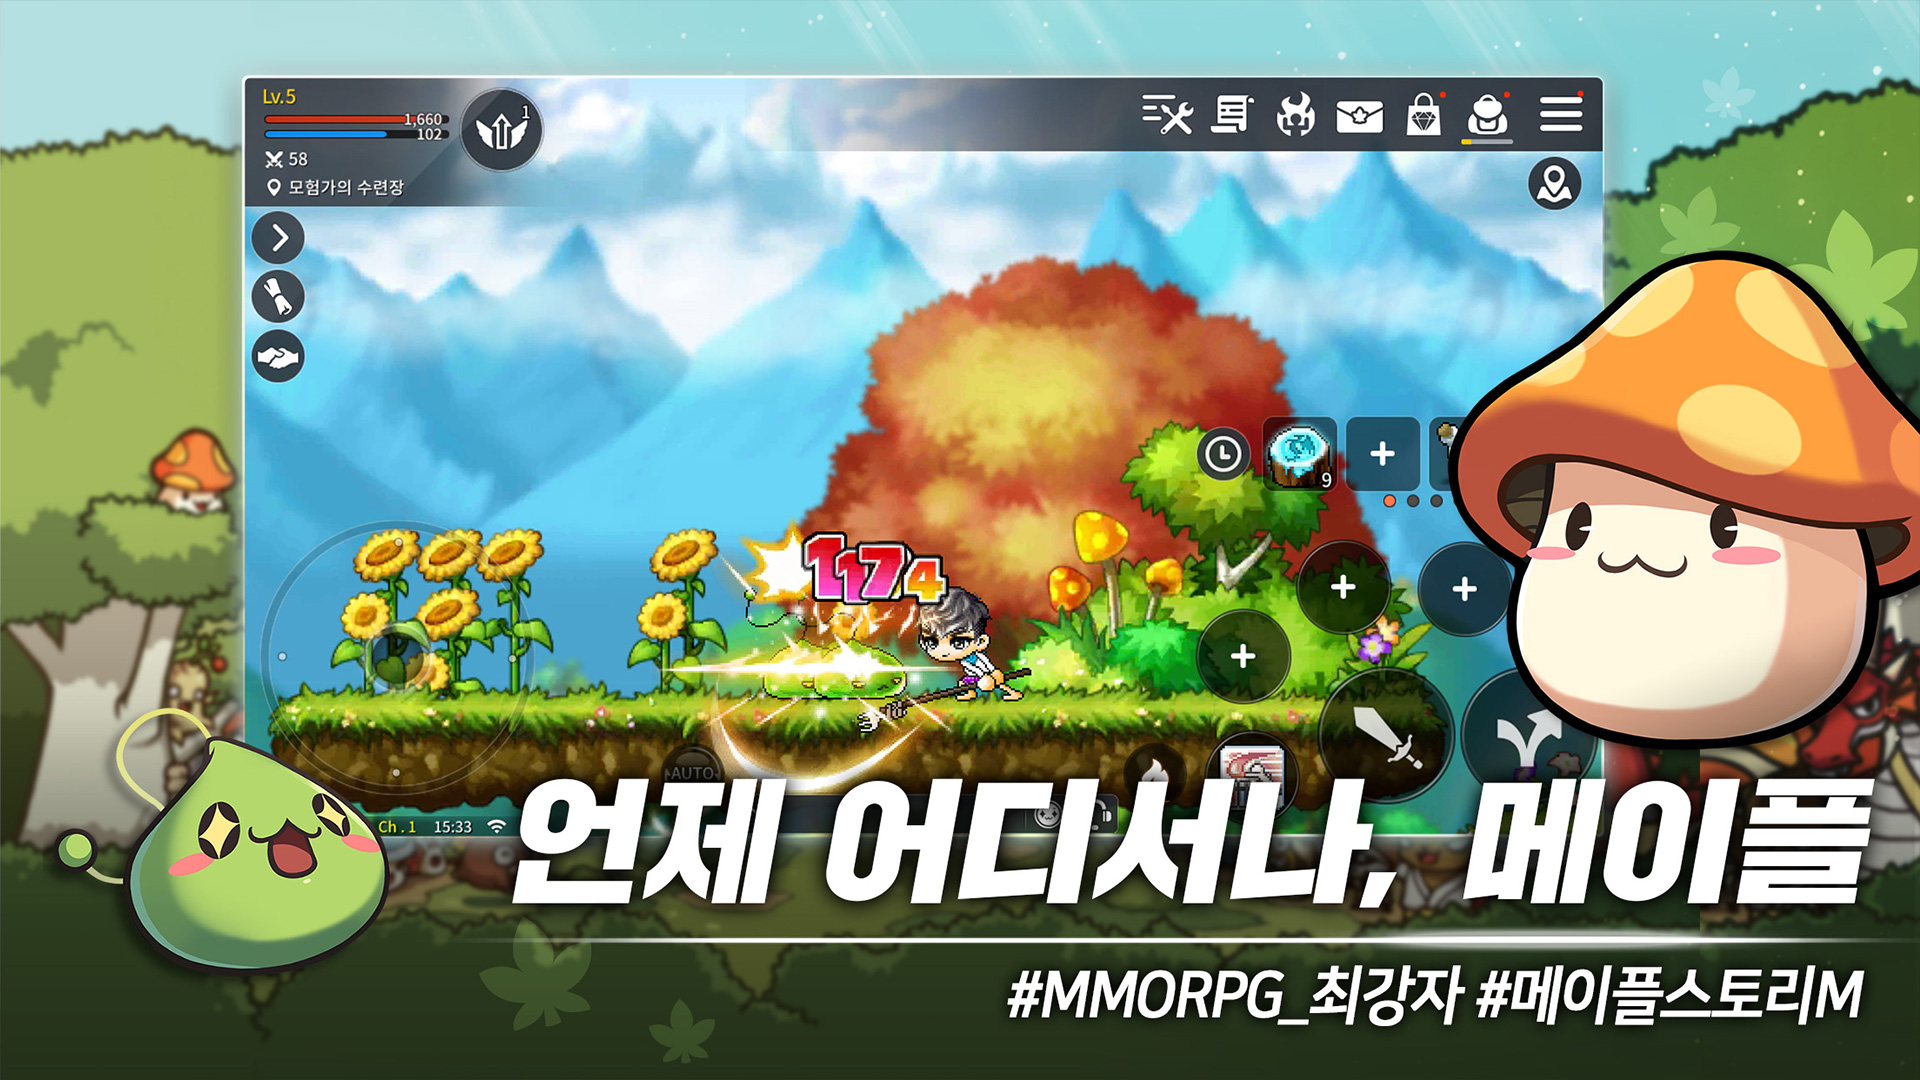 Lv.5
1,660
102
1
58
모험가의 수련장
9
1174
AUTO
Ch.1 15:33
언제 어디서나, 메이플
#MMORPG_최강자 #메이플스토리M